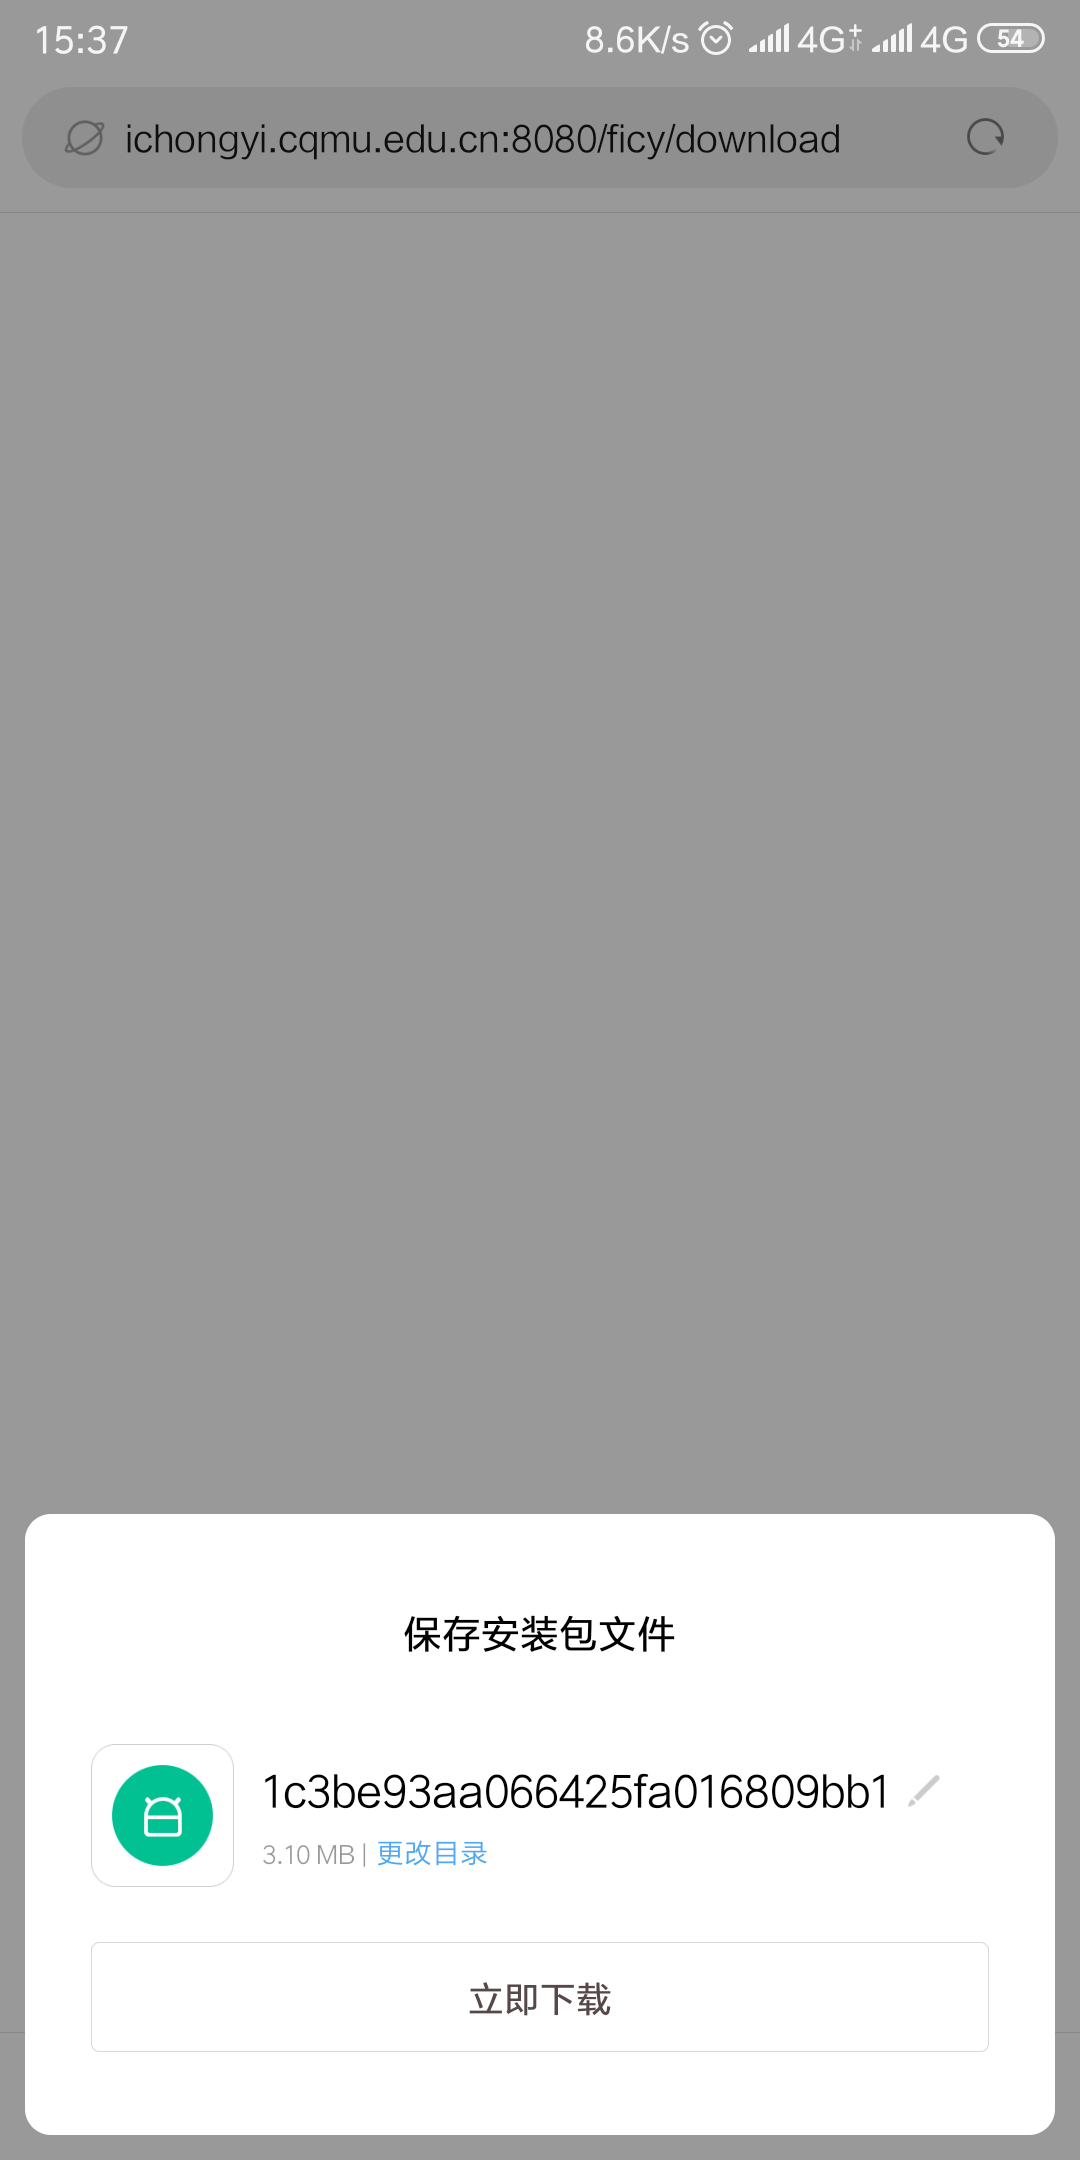 15:37 8.6K/s 4G+ 4G 54
ichongyi.cqmu.edu.cn:8080/ficy/download
保存安装包文件
1c3be93aa066425fa016809bb1
3.10 MB | 更改目录
立即下载